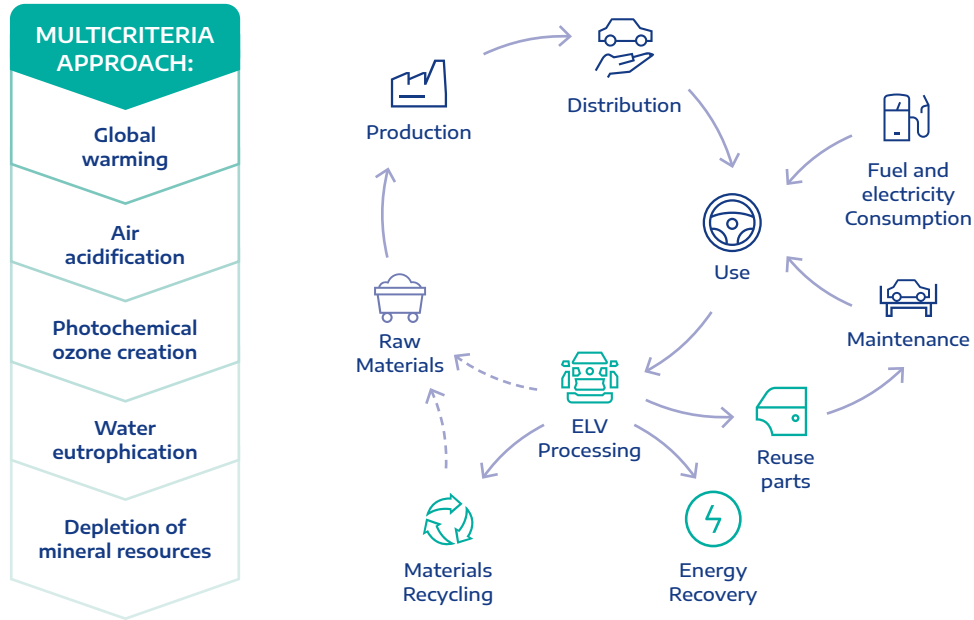 MULTICRITERIA
APPROACH:
Global
warming
Air
acidification
Photochemical
ozone creation
Water
eutrophication
Depletion of
mineral resources
Production
Distribution
Fuel and
electricity
Consumption
Use
Maintenance
Raw
Materials
ELV
Processing
Reuse
parts
Materials
Recycling
Energy
Recovery